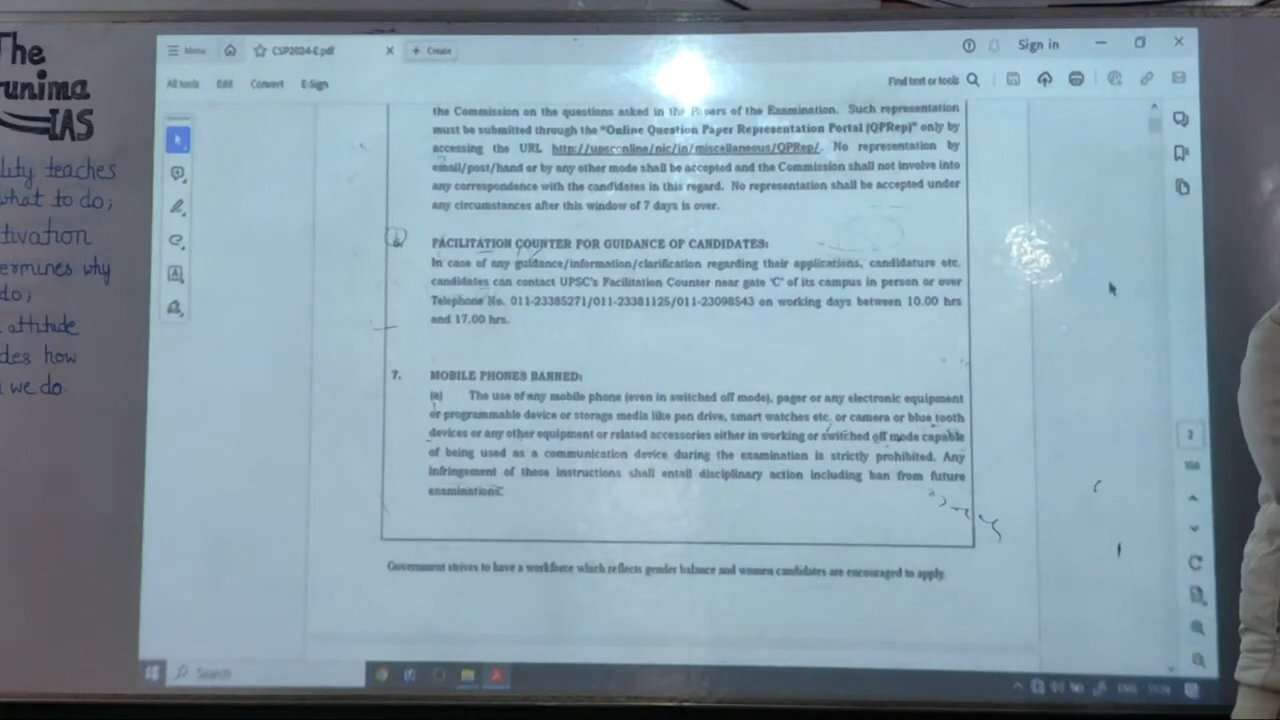 The
unima
IAS
lity teaches
what to do;
tivation
ermines why
do;
attitude
des how
we do
Menu
CSP2024-E.pdf
+ Create
Sign in
All tools
Edit
Convert
E-Sign
Find text or tools
the Commission on the questions asked in the Papers of the Examination. Such representation
must be submitted through the "Online Question Paper Representation Portal (QPRep)" only by
accessing the URL http://upsconline/nic/in/miscellaneous/QPRep/. No representation by
email/post/hand or by any other mode shall be accepted and the Commission shall not involve into
any correspondence with the candidates in this regard. No representation shall be accepted under
any circumstances after this window of 7 days is over.
FACILITATION COUNTER FOR GUIDANCE OF CANDIDATES:
In case of any guidance/information/clarification regarding their applications, candidature etc.
candidates can contact UPSC's Facilitation Counter near gate 'C' of its campus in person or over
Telephone No. 011-23385271/011-23381125/011-23098543 on working days between 10.00 hrs
and 17.00 hrs.
7. MOBILE PHONES BANNED:
(a) The use of any mobile phone (even in switched off mode), pager or any electronic equipment
or programmable device or storage media like pen drive, smart watches etc. or camera or blue tooth
devices or any other equipment or related accessories either in working or switched off mode capable
of being used as a communication device during the examination is strictly prohibited. Any
infringement of these instructions shall entail disciplinary action including ban from future
examinations.
Government strives to have a workforce which reflects gender balance and women candidates are encouraged to apply
2
Search
ENG